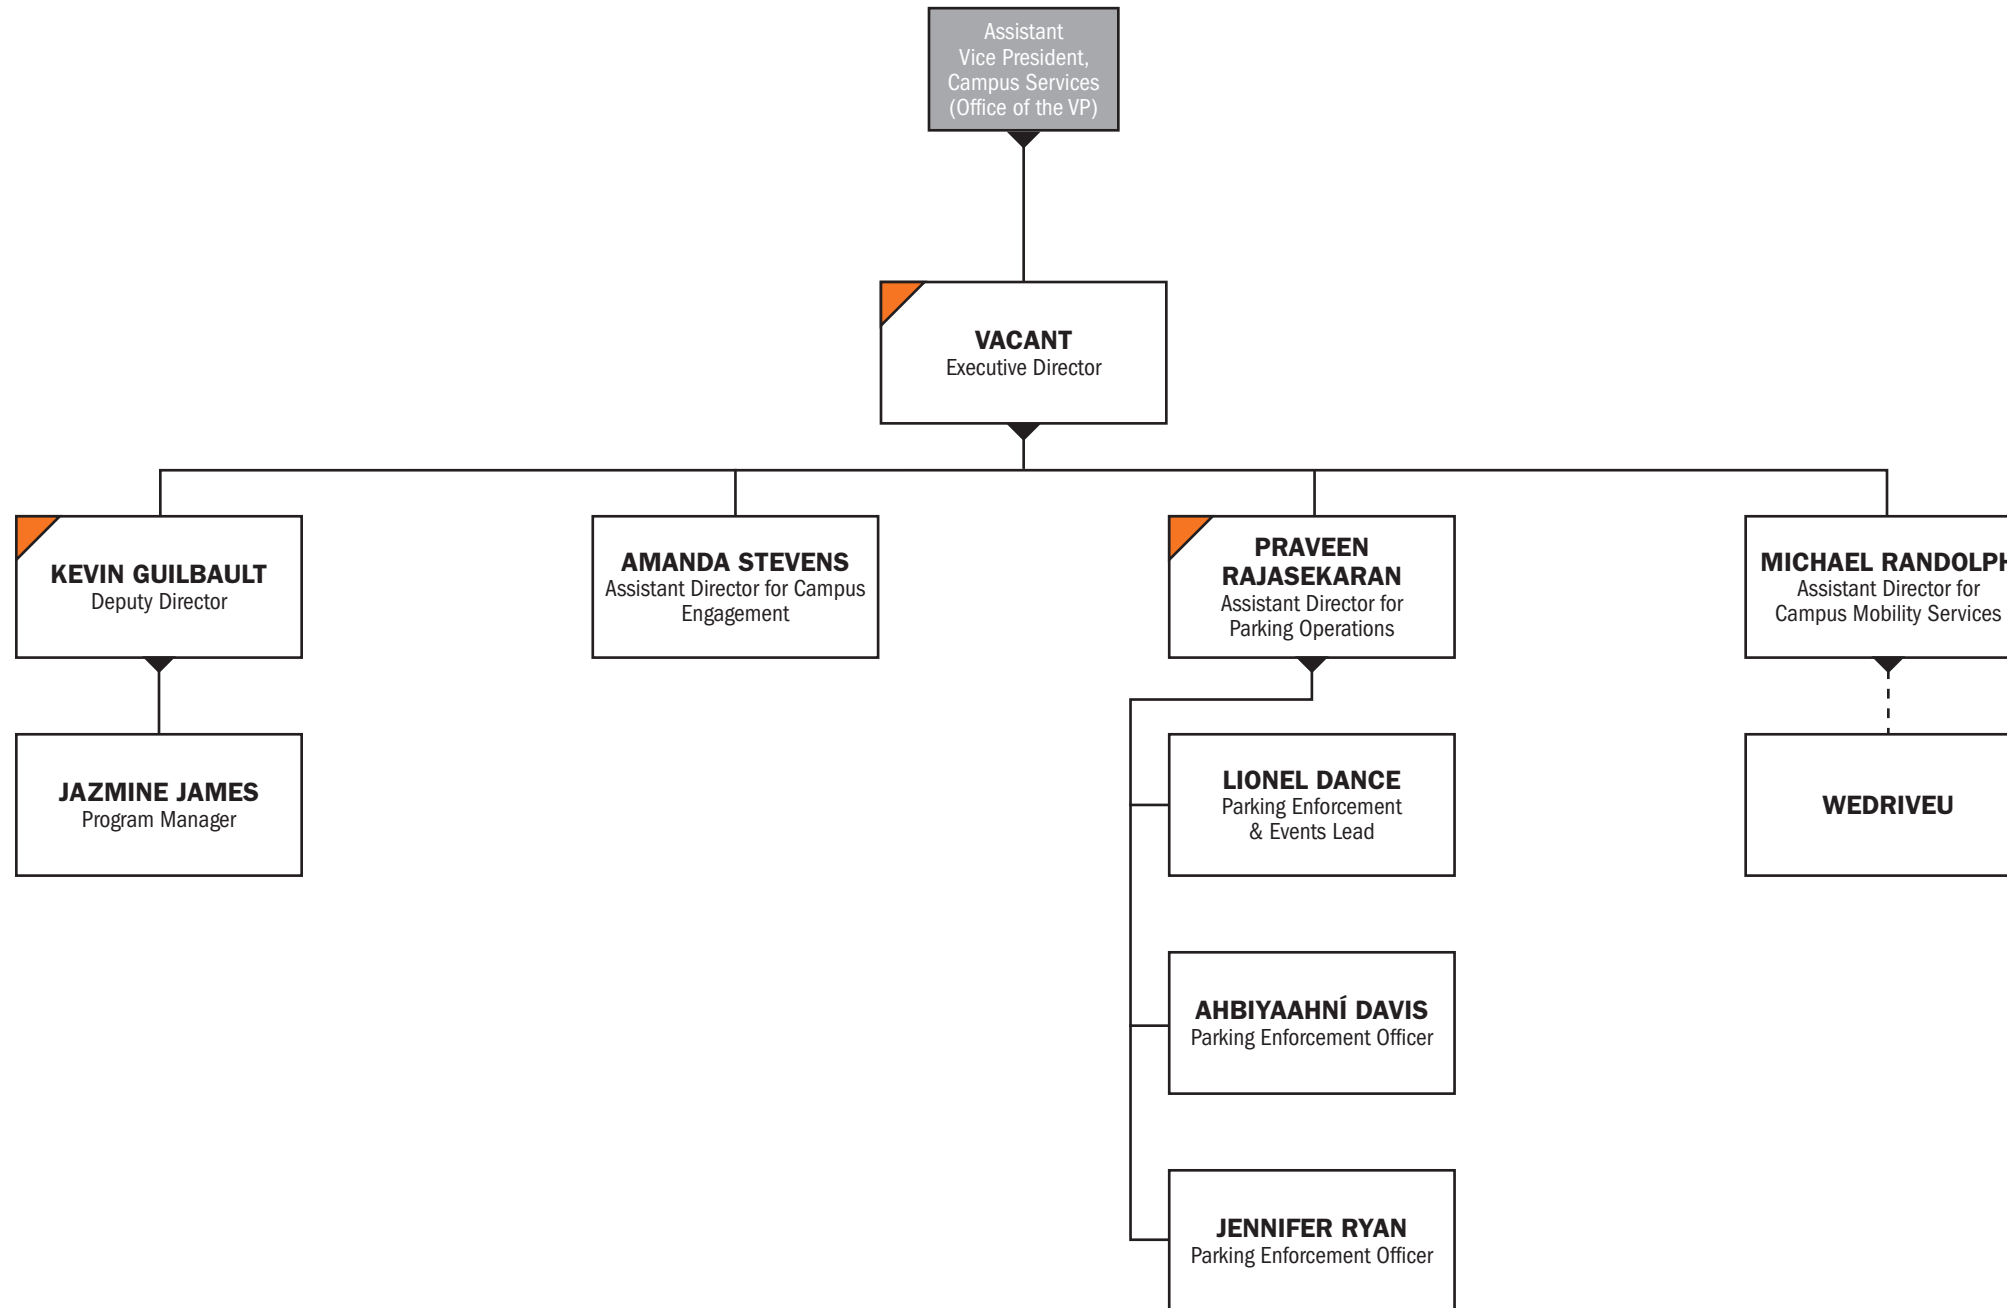 Assistant
Vice President,
Campus Services
(Office of the VP)
VACANT
Executive Director
KEVIN GUILBAULT
Deputy Director
AMANDA STEVENS
Assistant Director for Campus
Engagement
PRAVEEN
RAJASEKARAN
Assistant Director for
Parking Operations
MICHAEL RANDOLPH
Assistant Director for
Campus Mobility Services
JAZMINE JAMES
Program Manager
LIONEL DANCE
Parking Enforcement
& Events Lead
WEDRIVEU
AHBIYAAHNÍ DAVIS
Parking Enforcement Officer
JENNIFER RYAN
Parking Enforcement Officer